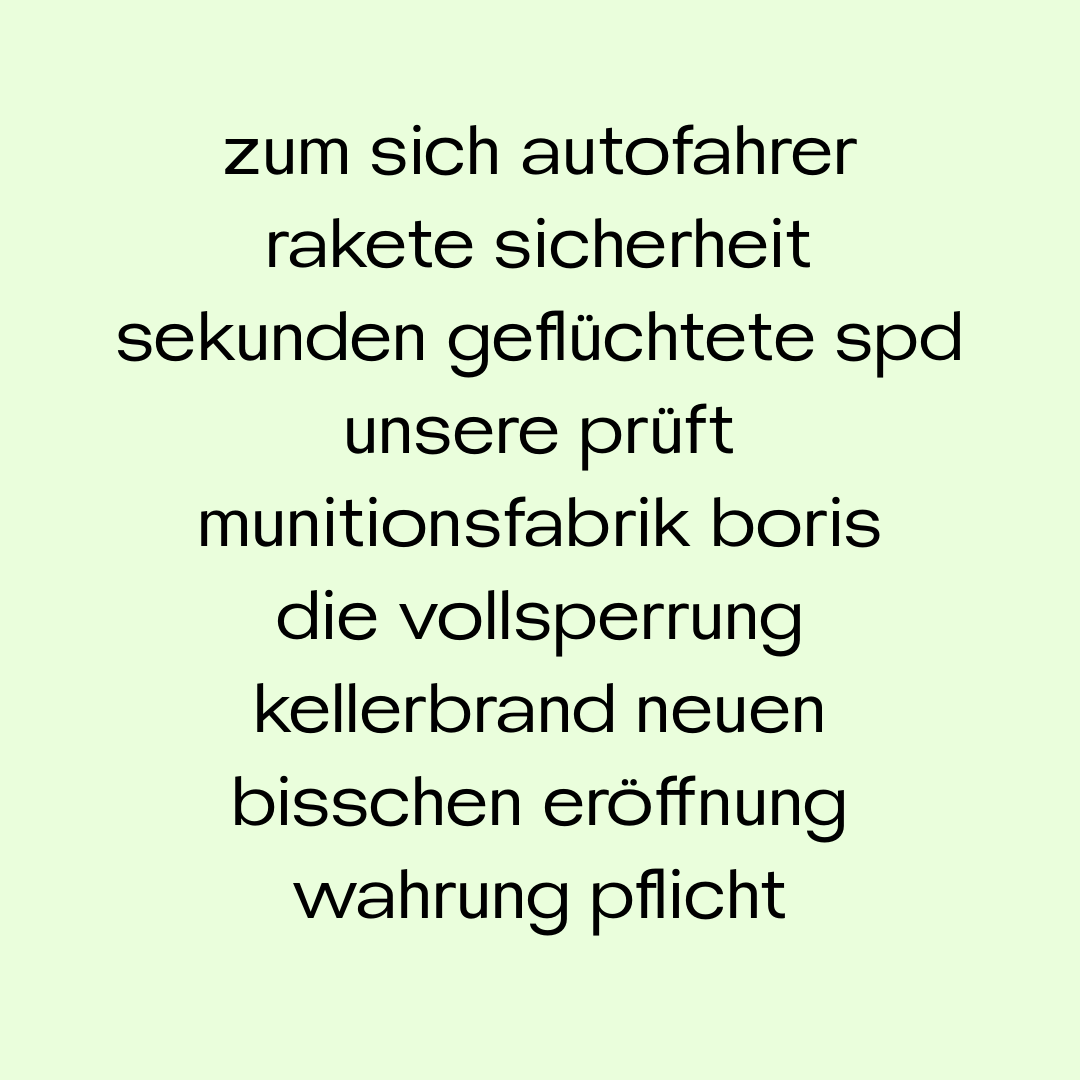 zum sich autofahrer
rakete sicherheit
sekunden geflüchtete spd
unsere prüft
munitionsfabrik boris
die vollsperrung
kellerbrand neuen
bisschen eröffnung
wahrung pflicht